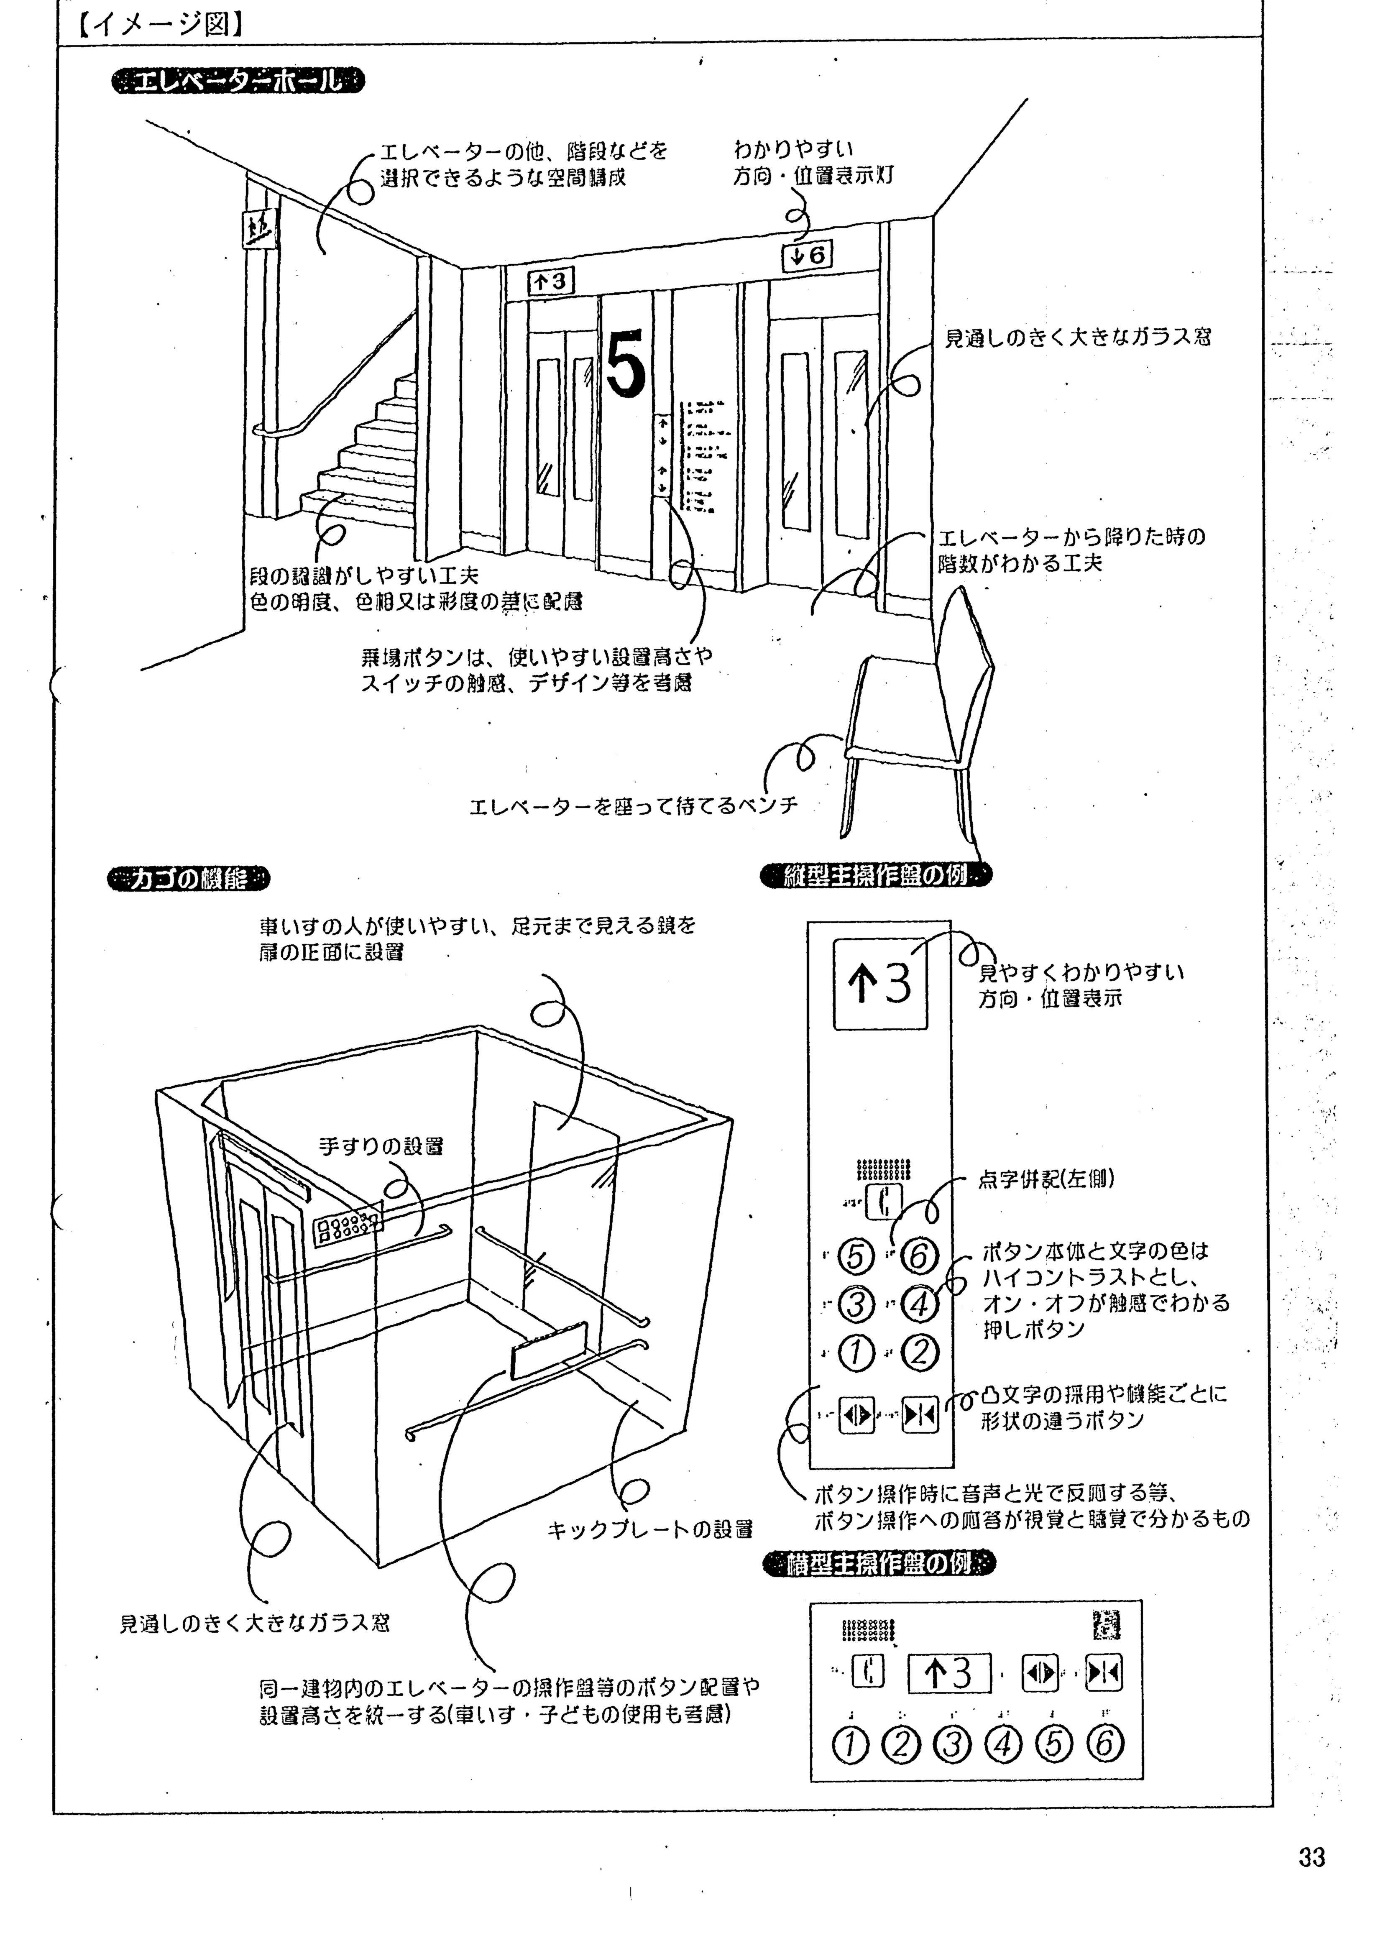 【イメージ図】
エレベーターホール
エレベーターの他、階段などを
選択できるような空間構成
わかりやすい
方向・位置表示灯
↑3
↓6
5
見通しのきく大きなガラス窓
エレベーターから降りた時の
階数がわかる工夫
段の認識がしやすい工夫
色の明度、色相又は彩度の差に配慮
乗場ボタンは、使いやすい設置高さや
スイッチの触感、デザイン等を考慮
エレベーターを座って待てるベンチ
カゴの機能
車いすの人が使いやすい、足元まで見える鏡を
扉の正面に設置
手すりの設置
キックプレートの設置
見通しのきく大きなガラス窓
同一建物内のエレベーターの操作盤等のボタン配置や
設置高さを統一する(車いす・子どもの使用も考慮)
縦型主操作盤の例
↑3
見やすくわかりやすい
方向・位置表示
点字併記(左側)
⑤ ⑥
③ ④
① ②
ボタン本体と文字の色は
ハイコントラストとし、
オン・オフが触感でわかる
押しボタン
凸文字の採用や機能ごとに
形状の違うボタン
ボタン操作時に音声と光で反応する等、
ボタン操作への応答が視覚と聴覚で分かるもの
横型主操作盤の例
↑3
① ② ③ ④ ⑤ ⑥
33